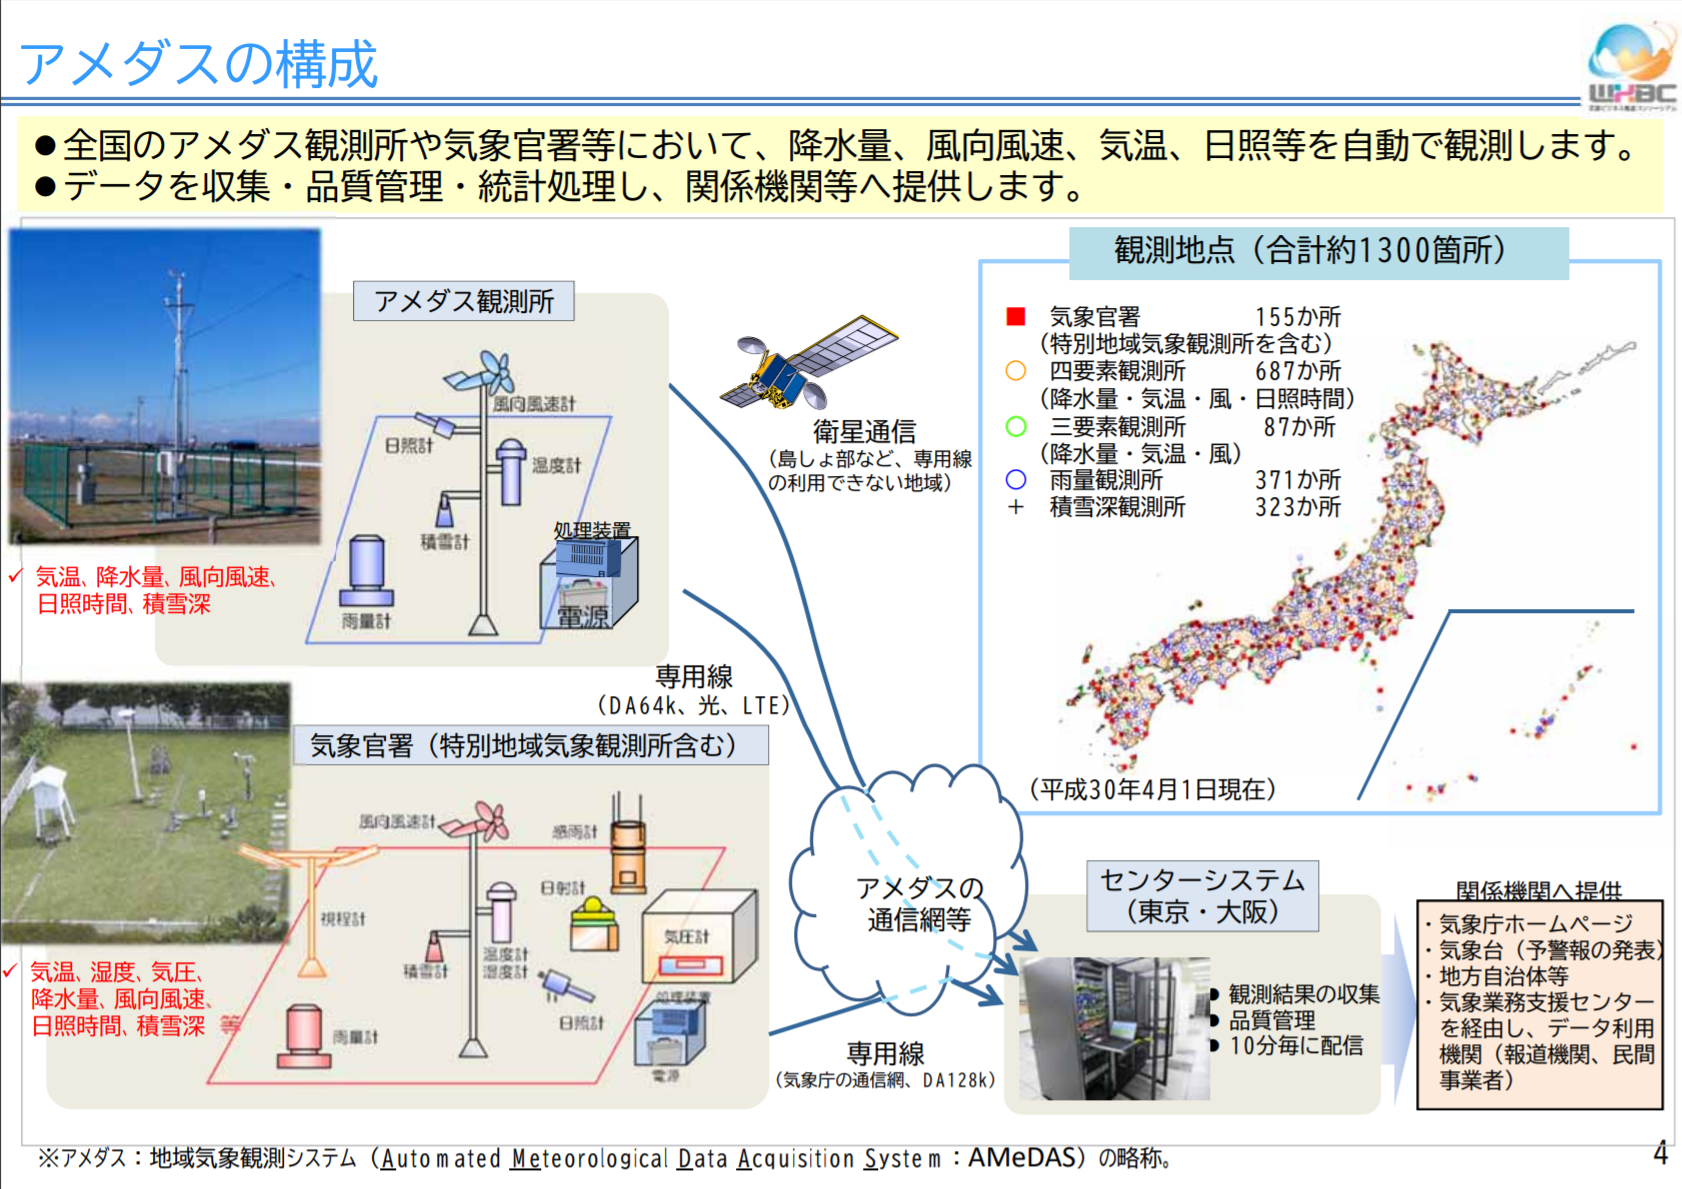 アメダスの構成
WXBC
●全国のアメダス観測所や気象官署等において、降水量、風向風速、気温、日照等を自動で観測します。
●データを収集・品質管理・統計処理し、関係機関等へ提供します。
アメダス観測所
風向風速計
日照計
温度計
積雪計
処理装置
電源
雨量計
✓ 気温、降水量、風向風速、
日照時間、積雪深
衛星通信
（島しょ部など、専用線
の利用できない地域）
専用線
（DA64k、光、LTE）
観測地点（合計約1300箇所）
■ 気象官署 155か所
（特別地域気象観測所を含む）
○ 四要素観測所 687か所
（降水量・気温・風・日照時間）
○ 三要素観測所 87か所
（降水量・気温・風）
○ 雨量観測所 371か所
+ 積雪深観測所 323か所
（平成30年4月1日現在）
気象官署（特別地域気象観測所含む）
風向風速計
感雨計
日射計
視程計
気圧計
積雪計
温度計
湿度計
処理装置
日照計
雨量計
電源
✓ 気温、湿度、気圧、
降水量、風向風速、
日照時間、積雪深 等
アメダスの
通信網等
専用線
（気象庁の通信網、DA128k）
センターシステム
（東京・大阪）
● 観測結果の収集
● 品質管理
● 10分毎に配信
関係機関へ提供
・気象庁ホームページ
・気象台（予警報の発表）
・地方自治体等
・気象業務支援センター
を経由し、データ利用
機関（報道機関、民間
事業者）
※アメダス：地域気象観測システム（Automated Meteorological Data Acquisition System：AMeDAS）の略称。
4